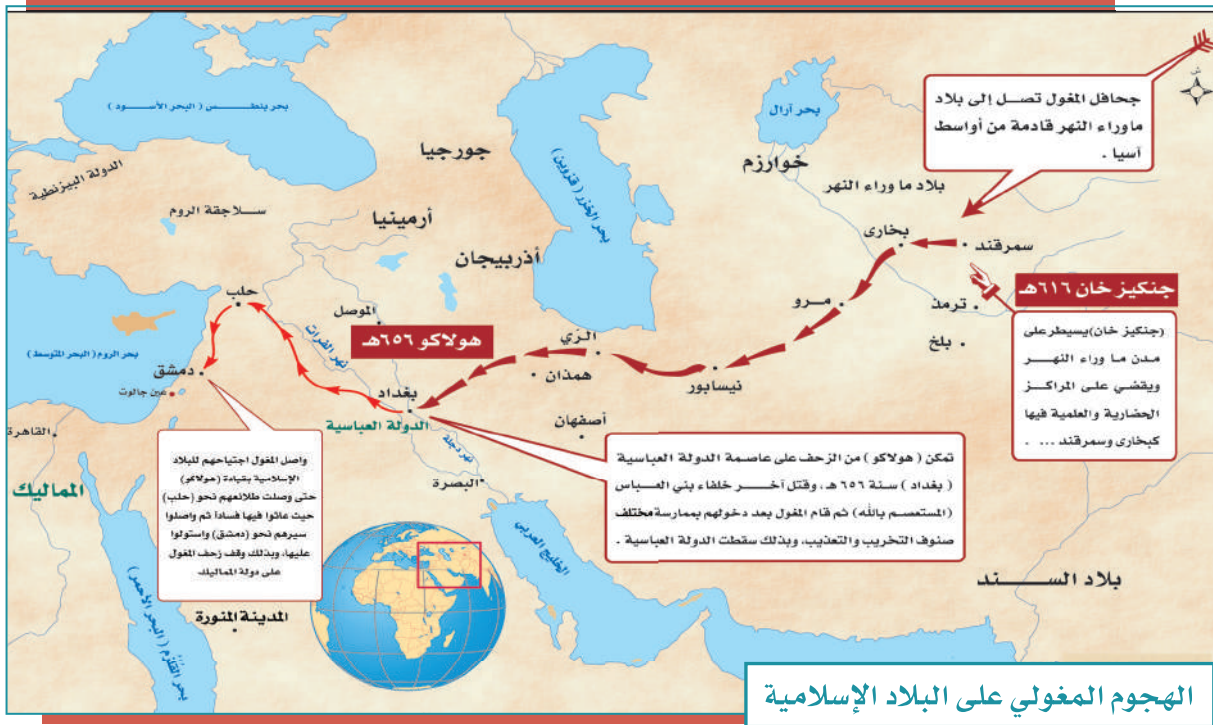 ش
جحافل المغول تصل إلى بلاد
ماوراء النهر قادمة من أواسط
آسيا .
بحر بنطس ( البحر الأسود )
بحر آرال
جورجيا
خوارزم
بحر الخزر ( قزوين )
الدولة البيزنطية
بلاد ما وراء النهر
سلاجقة الروم
أرمينيا
أذربيجان
بخارى
سمرقند
جنكيز خان ٦١٦هـ
(جنكيز خان)يسيطر على
مدن ما وراء النهر
ويقضي على المراكز
الحضارية والعلمية فيها
كبخارى وسمرقند ... .
ترمذ
بلخ
مرو
حلب
الموصل
نهر الفرات
هولاكو ٦٥٦هـ
الري
همذان
نيسابور
بحر الروم ( البحر المتوسط )
دمشق
عين جالوت
بغداد
الدولة العباسية
أصفهان
القاهرة
نهر دجلة
البصرة
المماليك
واصل المغول اجتياحهم للبلاد
الإسلامية بقيادة (هولاكو)
حتى وصلت طلائعهم نحو (حلب)
حيث عاثوا فيها فساداً ثم واصلوا
سيرهم نحو (دمشق) واستولوا
عليها، وبذلك وقف زحف المغول
على دولة المماليك.
تمكن ( هولاكو ) من الزحف على عاصمة الدولة العباسية
( بغداد ) سنة ٦٥٦ هـ ، وقتل آخر خلفاء بني العباس
(المستعسم بالله) ثم قام المغول بعد دخولهم بممارسة مختلف
صنوف التخريب والتعذيب، وبذلك سقطت الدولة العباسية .
الخليج العربي
بلاد السند
المدينة المنورة
بحر القلزم ( البحر الأحمر )
الهجوم المغولي على البلاد الإسلامية